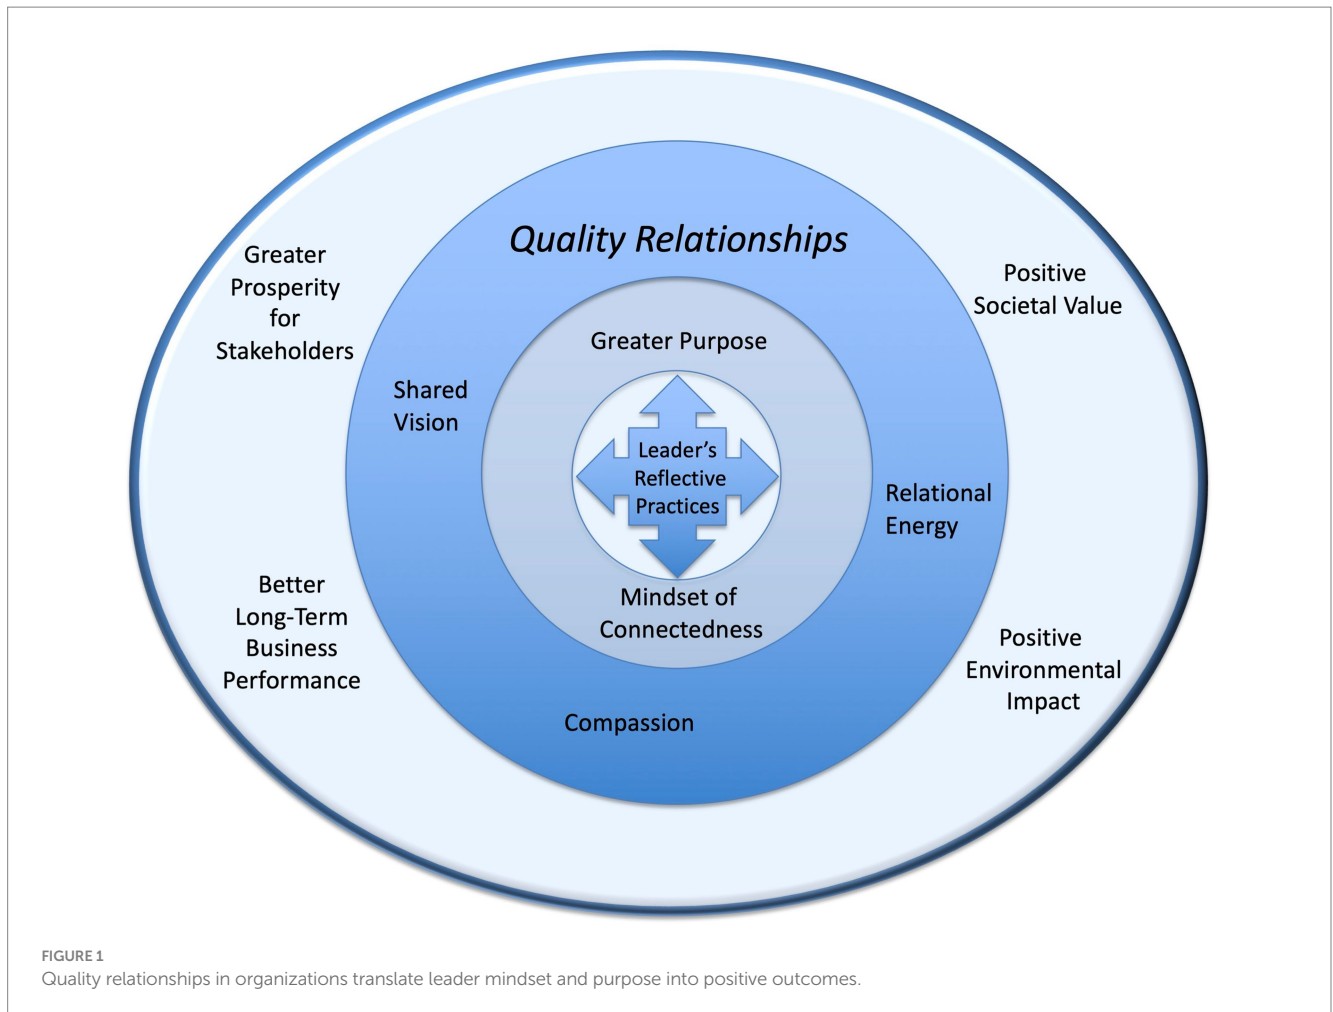 Quality Relationships
Greater
Prosperity
for
Stakeholders
Positive
Societal Value
Greater Purpose
Shared
Vision
Leader’s
Reflective
Practices
Relational
Energy
Better
Long-Term
Business
Performance
Mindset of
Connectedness
Positive
Environmental
Impact
Compassion
FIGURE 1
Quality relationships in organizations translate leader mindset and purpose into positive outcomes.